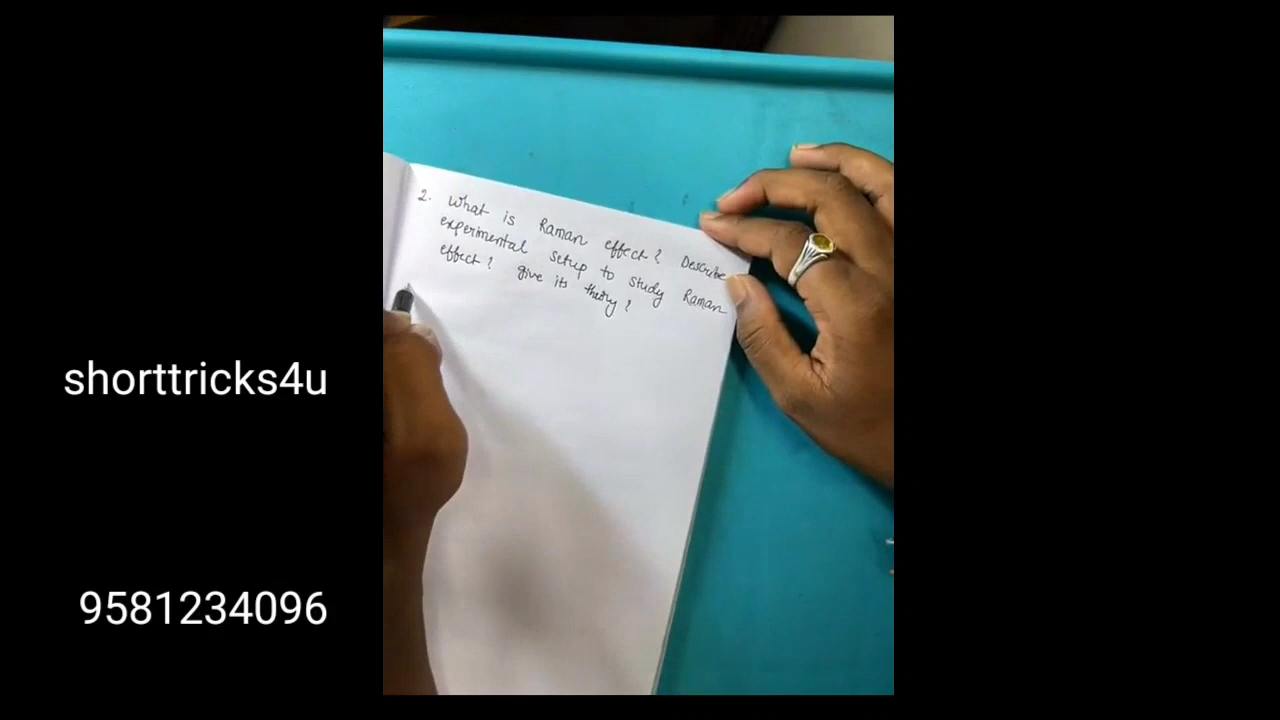 2. What is Raman effect? Describe
experimental setup to study Raman
effect? give its theory?
shorttricks4u
9581234096